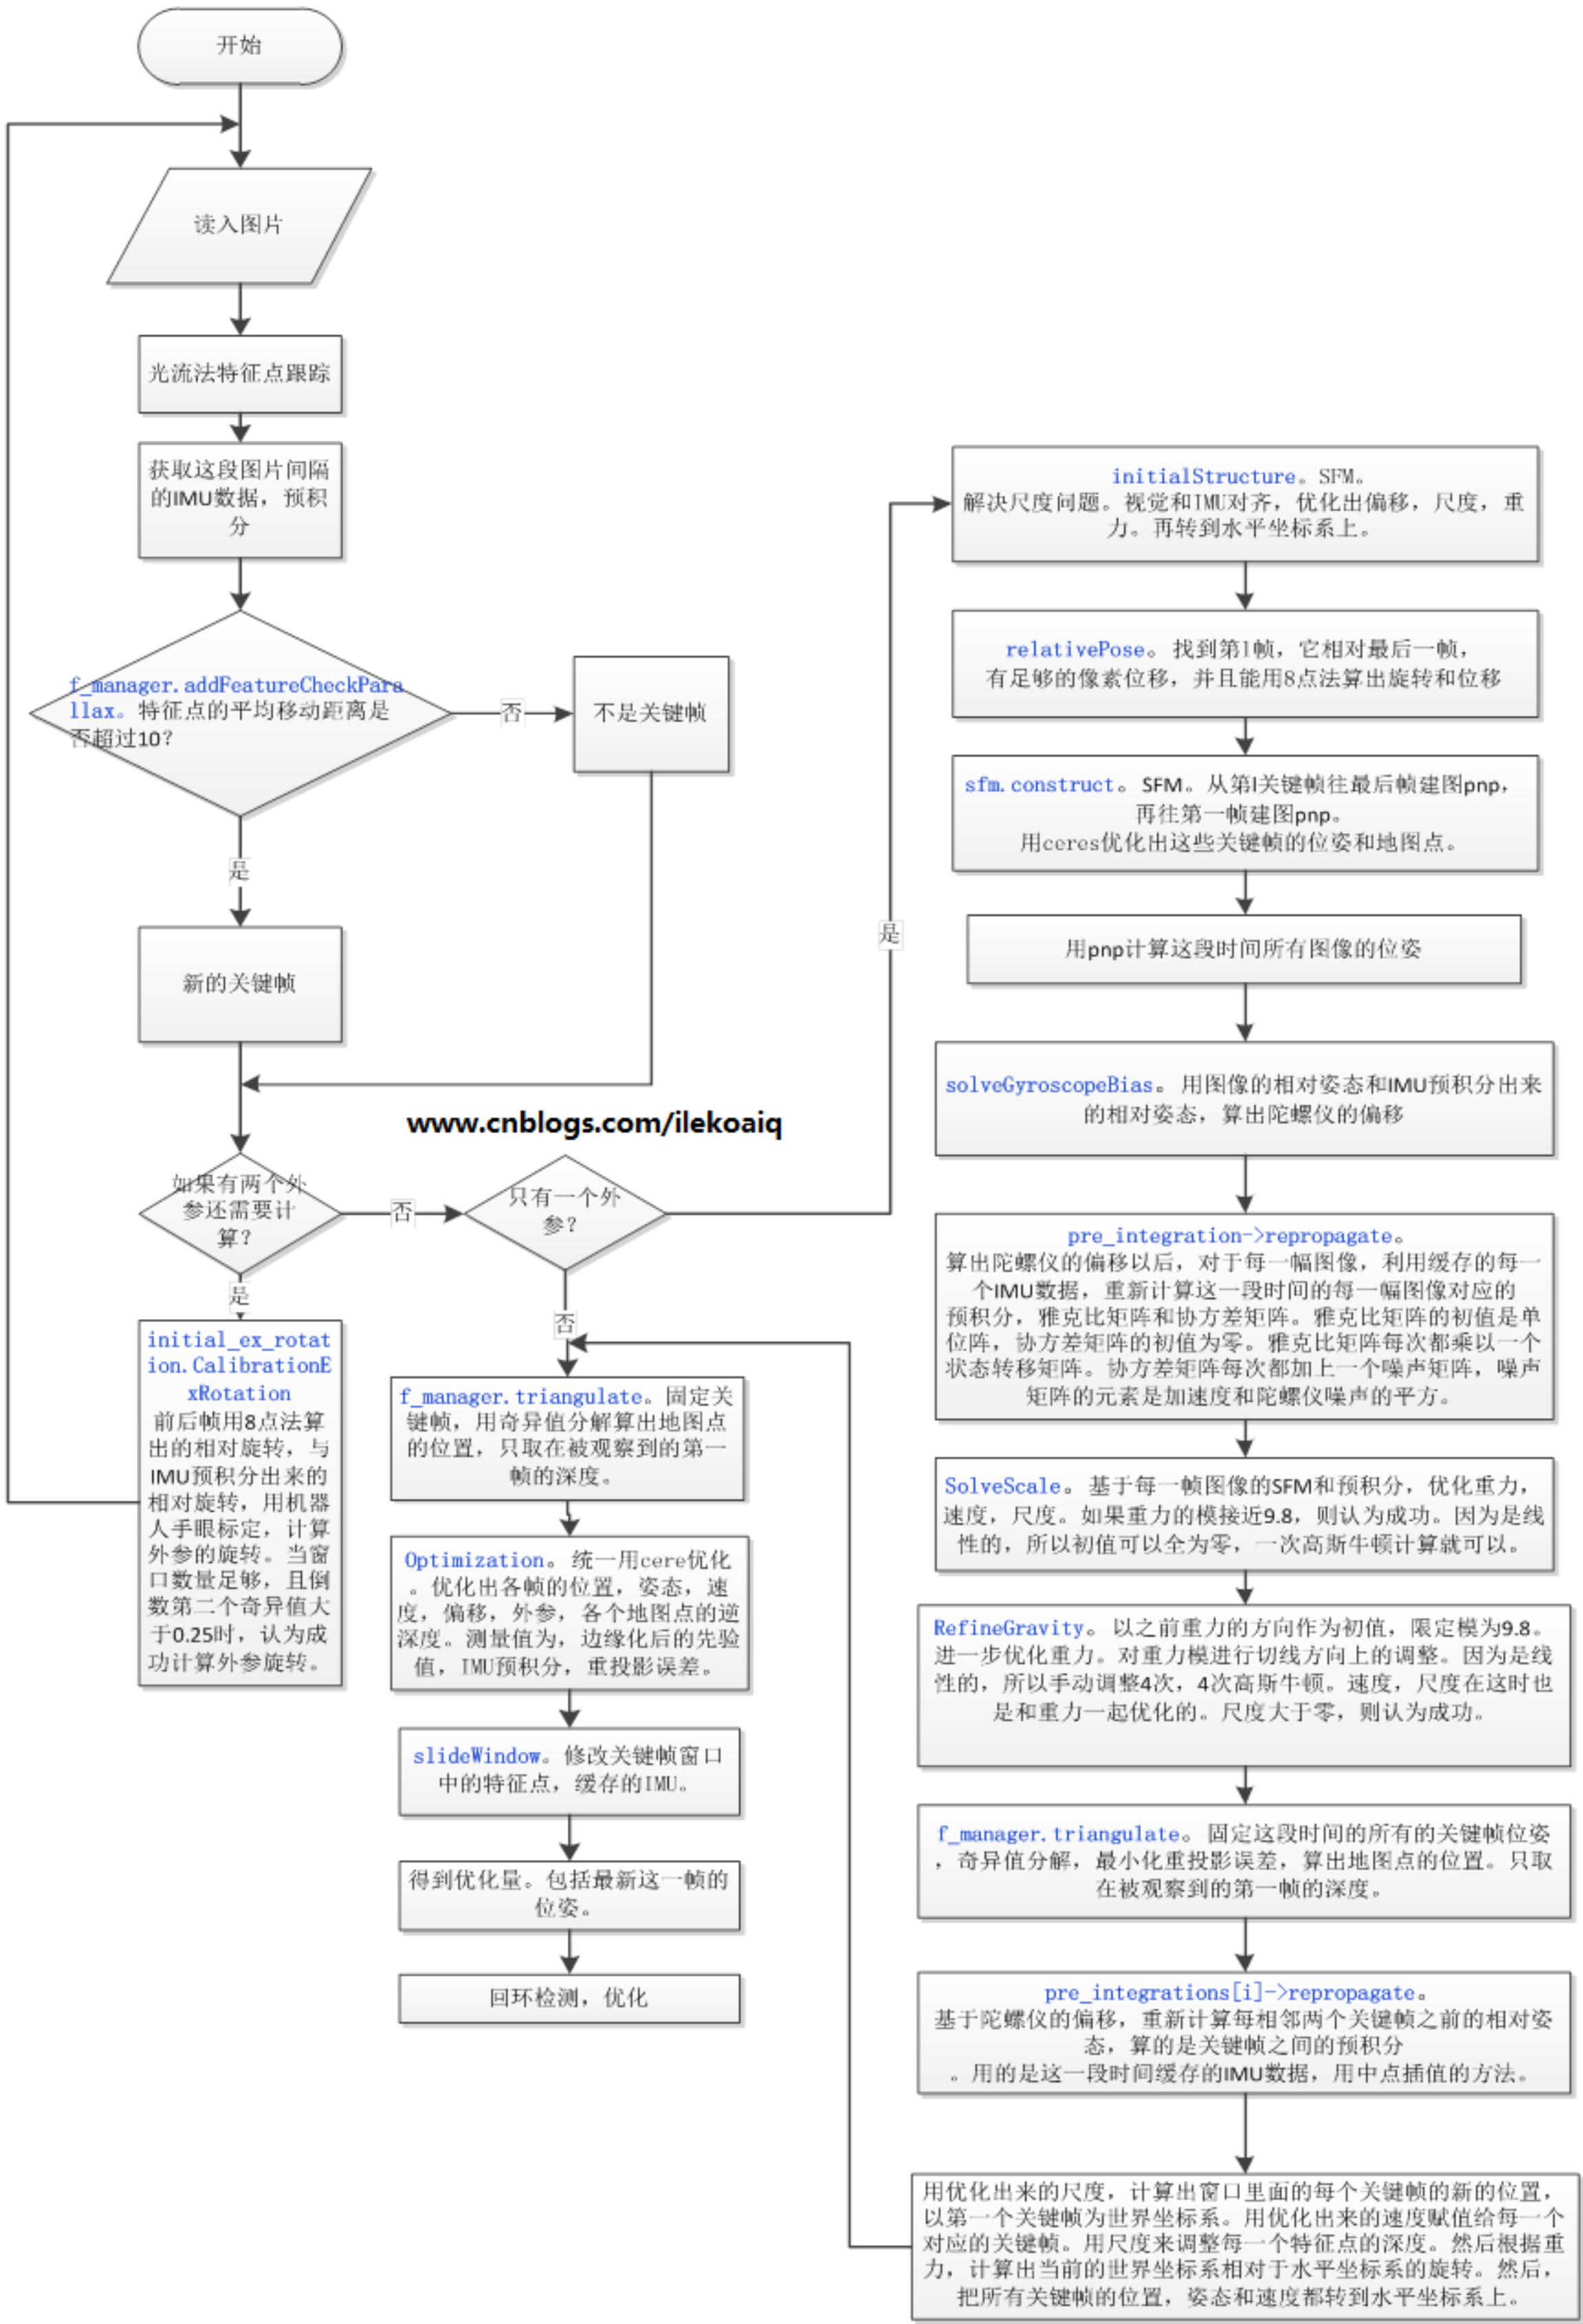 开始
读入图片
光流法特征点跟踪
获取这段图片间隔
的IMU数据，预积
分
f_manager.addFeatureCheckPara
llax。特征点的平均移动距离是
否超过10？
否
不是关键帧
是
新的关键帧
www.cnblogs.com/ilekoaiq
如果有两个外
参还需要计
算？
否
只有一个外
参？
是
是
否
initial_ex_rotat
ion.CalibrationE
xRotation
前后帧用8点法算
出的相对旋转，与
IMU预积分出来的
相对旋转，用机器
人手眼标定，计算
外参的旋转。当窗
口数量足够，且倒
数第二个奇异值大
于0.25时，认为成
功计算外参旋转。
f_manager.triangulate。固定关
键帧，用奇异值分解算出地图点
的位置，只取在被观察到的第一
帧的深度。
Optimization。统一用cere优化
。优化出各帧的位置，姿态，速
度，偏移，外参，各个地图点的逆
深度。测量值为，边缘化后的先验
值，IMU预积分，重投影误差。
slideWindow。修改关键帧窗口
中的特征点，缓存的IMU。
得到优化量。包括最新这一帧的
位姿。
回环检测，优化
initialStructure。SFM。
解决尺度问题。视觉和IMU对齐，优化出偏移，尺度，重
力。再转到水平坐标系上。
relativePose。找到第l帧，它相对最后一帧，
有足够的像素位移，并且能用8点法算出旋转和位移
sfm.construct。SFM。从第l关键帧往最后帧建图pnp，
再往第一帧建图pnp。
用ceres优化出这些关键帧的位姿和地图点。
用pnp计算这段时间所有图像的位姿
solveGyroscopeBias。用图像的相对姿态和IMU预积分出来
的相对姿态，算出陀螺仪的偏移
pre_integration->repropagate。
算出陀螺仪的偏移以后，对于每一幅图像，利用缓存的每一
个IMU数据，重新计算这一段时间的每一幅图像对应的
预积分，雅克比矩阵和协方差矩阵。雅克比矩阵的初值是单
位阵，协方差矩阵的初值为零。雅克比矩阵每次都乘以一个
状态转移矩阵。协方差矩阵每次都加上一个噪声矩阵，噪声
矩阵的元素是加速度和陀螺仪噪声的平方。
SolveScale。基于每一帧图像的SFM和预积分，优化重力，
速度，尺度。如果重力的模接近9.8，则认为成功。因为是线
性的，所以初值可以全为零，一次高斯牛顿计算就可以。
RefineGravity。以之前重力的方向作为初值，限定模为9.8。
进一步优化重力。对重力模进行切线方向上的调整。因为是线
性的，所以手动调整4次，4次高斯牛顿。速度，尺度在这时也
是和重力一起优化的。尺度大于零，则认为成功。
f_manager.triangulate。固定这段时间的所有的关键帧位姿
，奇异值分解，最小化重投影误差，算出地图点的位置。只取
在被观察到的第一帧的深度。
pre_integrations[i]->repropagate。
基于陀螺仪的偏移，重新计算每相邻两个关键帧之前的相对姿
态，算的是关键帧之间的预积分
。用的是这一段时间缓存的IMU数据，用中点插值的方法。
用优化出来的尺度，计算出窗口里面的每个关键帧的新的位置，
以第一个关键帧为世界坐标系。用优化出来的速度赋值给每一个
对应的关键帧。用尺度来调整每一个特征点的深度。然后根据重
力，计算出当前的世界坐标系相对于水平坐标系的旋转。然后，
把所有关键帧的位置，姿态和速度都转到水平坐标系上。